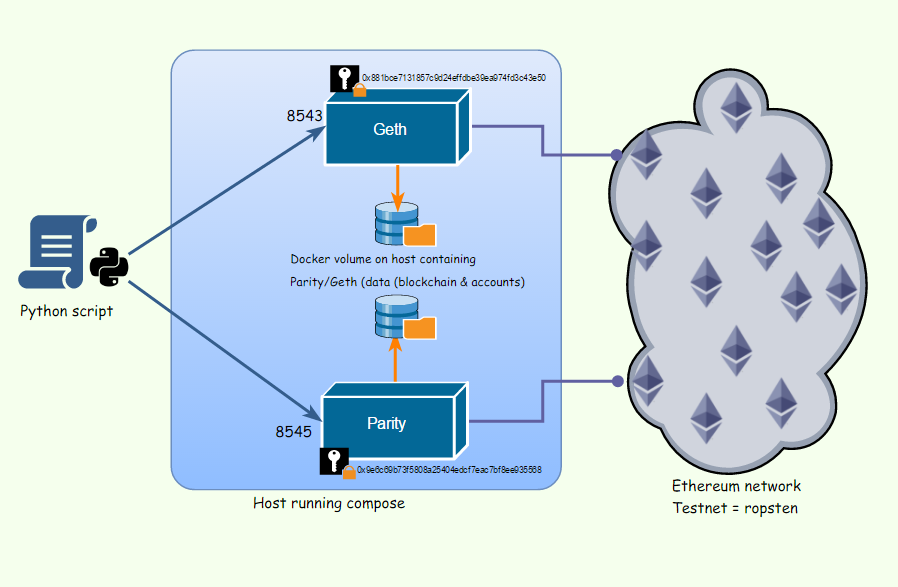 0x881bce7131857c9d24effdbe39ea974fd3c43e50
8543
Geth
Docker volume on host containing
Parity/Geth (data (blockchain & accounts)
Python script
Parity
8545
0x9e6c69b73f5808a25404edcf7eac7bf8ee935568
Host running compose
Ethereum network
Testnet = ropsten